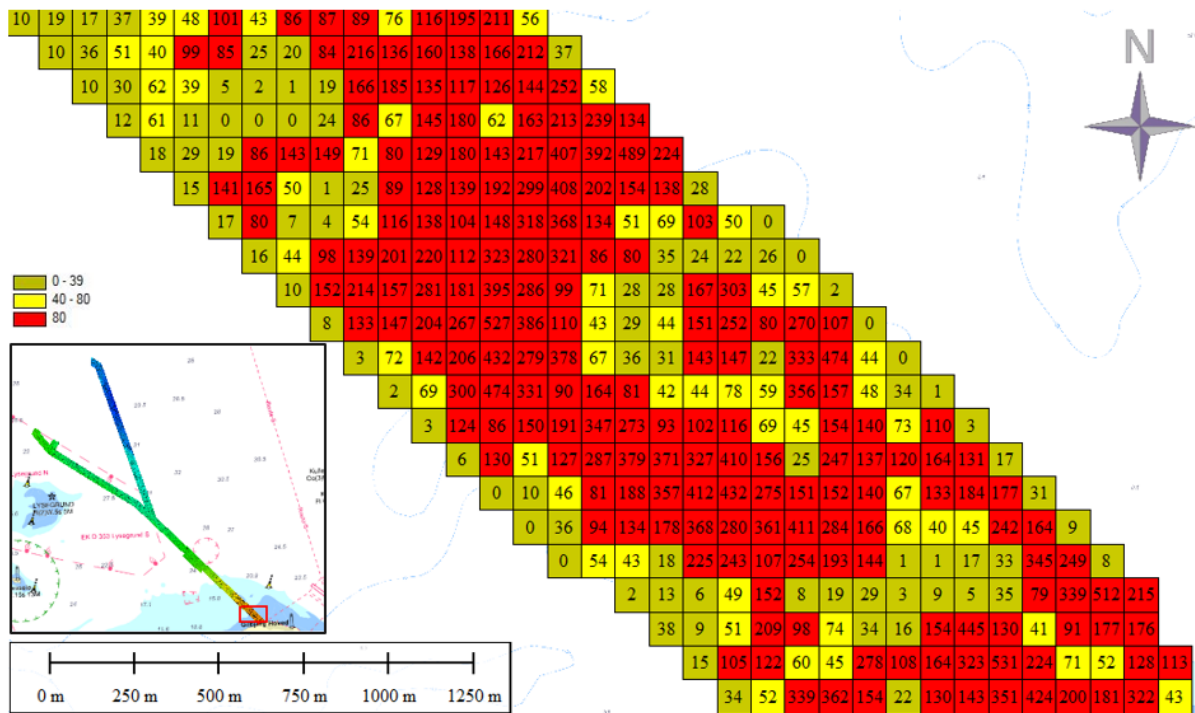 10 19 17 37 39 48 101 43 86 87 89 76 116 195 211 56
N
10 36 51 40 99 85 25 20 84 216 136 160 138 166 212 37
10 30 62 39 5 2 1 19 166 185 135 117 126 144 252 58
12 61 11 0 0 0 24 86 67 145 180 62 163 213 239 134
18 29 19 86 143 149 71 80 129 180 143 217 407 392 489 224
15 141 165 50 1 25 89 128 139 192 299 408 202 154 138 28
17 80 7 4 54 116 138 104 148 318 368 134 51 69 103 50 0
16 44 98 139 201 220 112 323 280 321 86 80 35 24 22 26 0
10 152 214 157 281 181 395 286 99 71 28 28 167 303 45 57 2
8 133 147 204 267 527 386 110 43 29 44 151 252 80 270 107 0
3 72 142 206 432 279 378 67 36 31 143 147 22 333 474 44 0
2 69 300 474 331 90 164 81 42 44 78 59 356 157 48 34 1
3 124 86 150 191 347 273 93 102 116 69 45 154 140 73 110 3
6 130 51 127 287 379 371 327 410 156 25 247 137 120 164 131 17
0 10 46 81 188 357 412 432 275 151 152 140 67 133 184 177 31
0 36 94 134 178 368 280 361 411 284 166 68 40 45 242 164 9
0 54 43 18 225 243 107 254 193 144 1 1 17 33 345 249 8
2 13 6 49 152 8 19 29 3 9 5 35 79 339 512 215
38 9 51 209 98 74 34 16 154 445 130 41 91 177 176
15 105 122 60 45 278 108 164 323 531 224 71 52 128 113
34 52 339 362 154 22 130 143 351 424 200 181 322 43
0 - 39
40 - 80
80
0 m 250 m 500 m 750 m 1000 m 1250 m